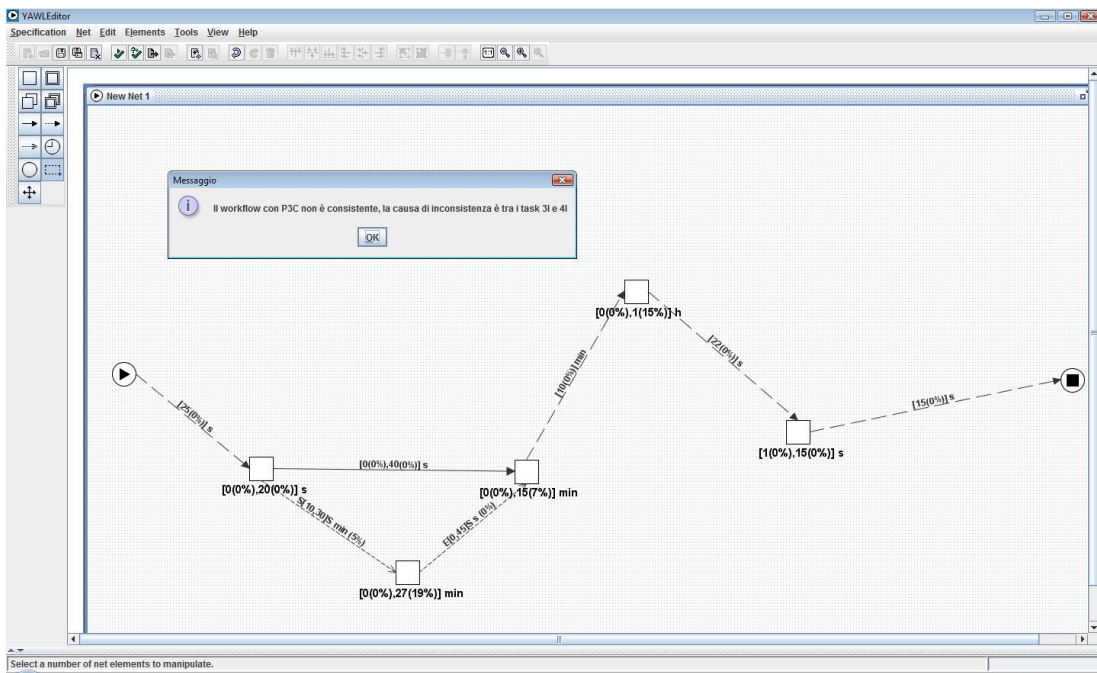 YAWLEditor
Specification Net Edit Elements Tools View Help
New Net 1
Messaggio
Il workflow con P3C non è consistente, la causa di inconsistenza è tra i task 3I e 4I
OK
[0(0%),1(15%)] h
[10(0%)] min
[22(0%)] s
[25(0%)] s
[15(0%)] s
[1(0%),15(0%)] s
[0(0%),40(0%)] s
[0(0%),20(0%)] s
[0(0%),15(7%)] min
S[10,30]S min (5%)
E[0,45]S s (0%)
[0(0%),27(19%)] min
Select a number of net elements to manipulate.